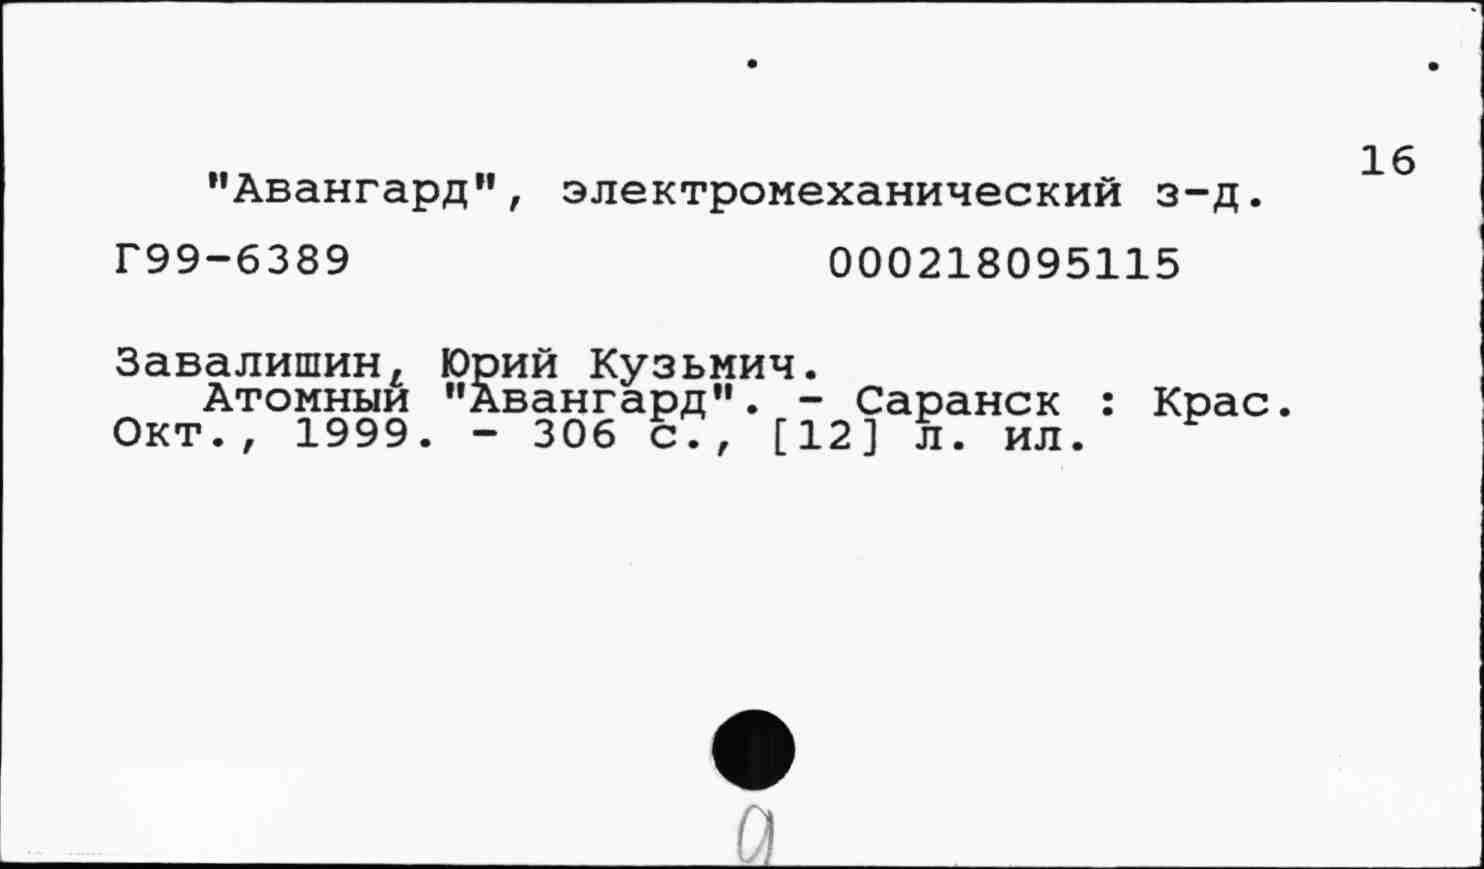 16
"Авангард", электромеханический з-д.
Г99-6389 000218095115
Завалишин, Юрий Кузьмич.
Атомный "Авангард". - Саранск : Крас.
Окт., 1999. - 306 с., [12] л. ил.